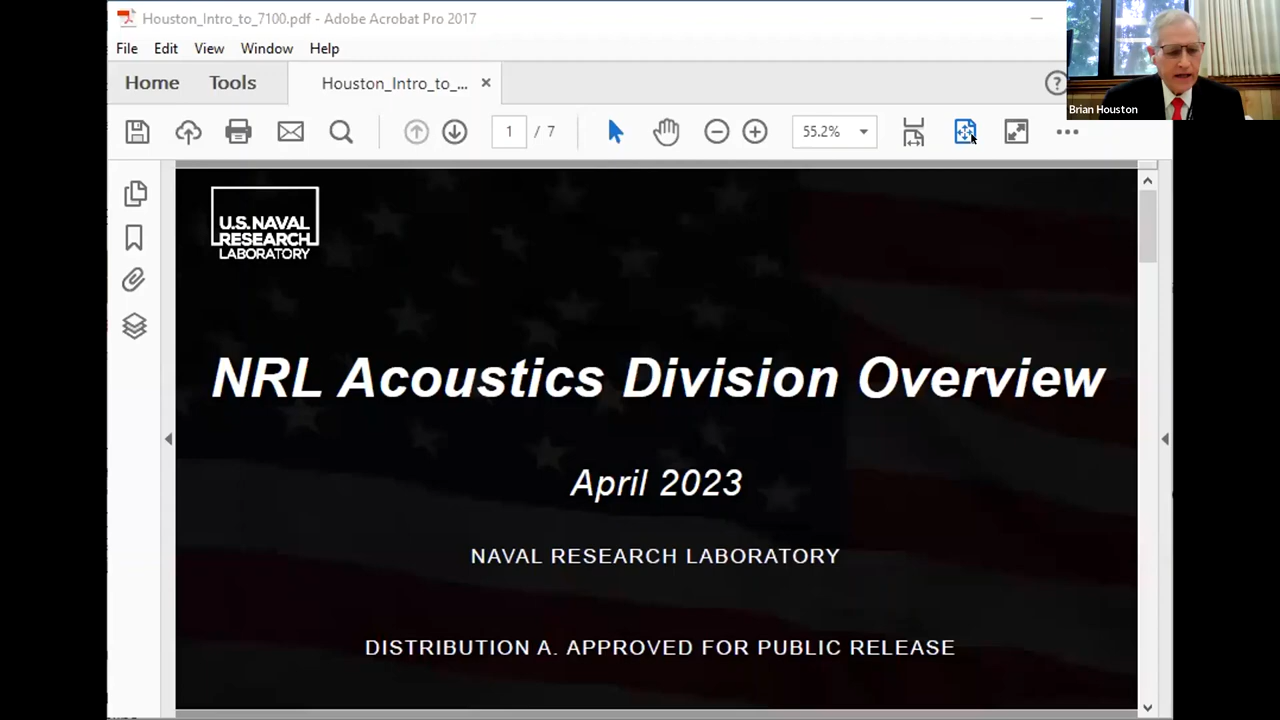 Houston_Intro_to_7100.pdf - Adobe Acrobat Pro 2017
File Edit View Window Help
Home Tools Houston_Intro_to_...
1 / 7 55.2%
Brian Houston
U.S. NAVAL
RESEARCH
LABORATORY
NRL Acoustics Division Overview
April 2023
NAVAL RESEARCH LABORATORY
DISTRIBUTION A. APPROVED FOR PUBLIC RELEASE